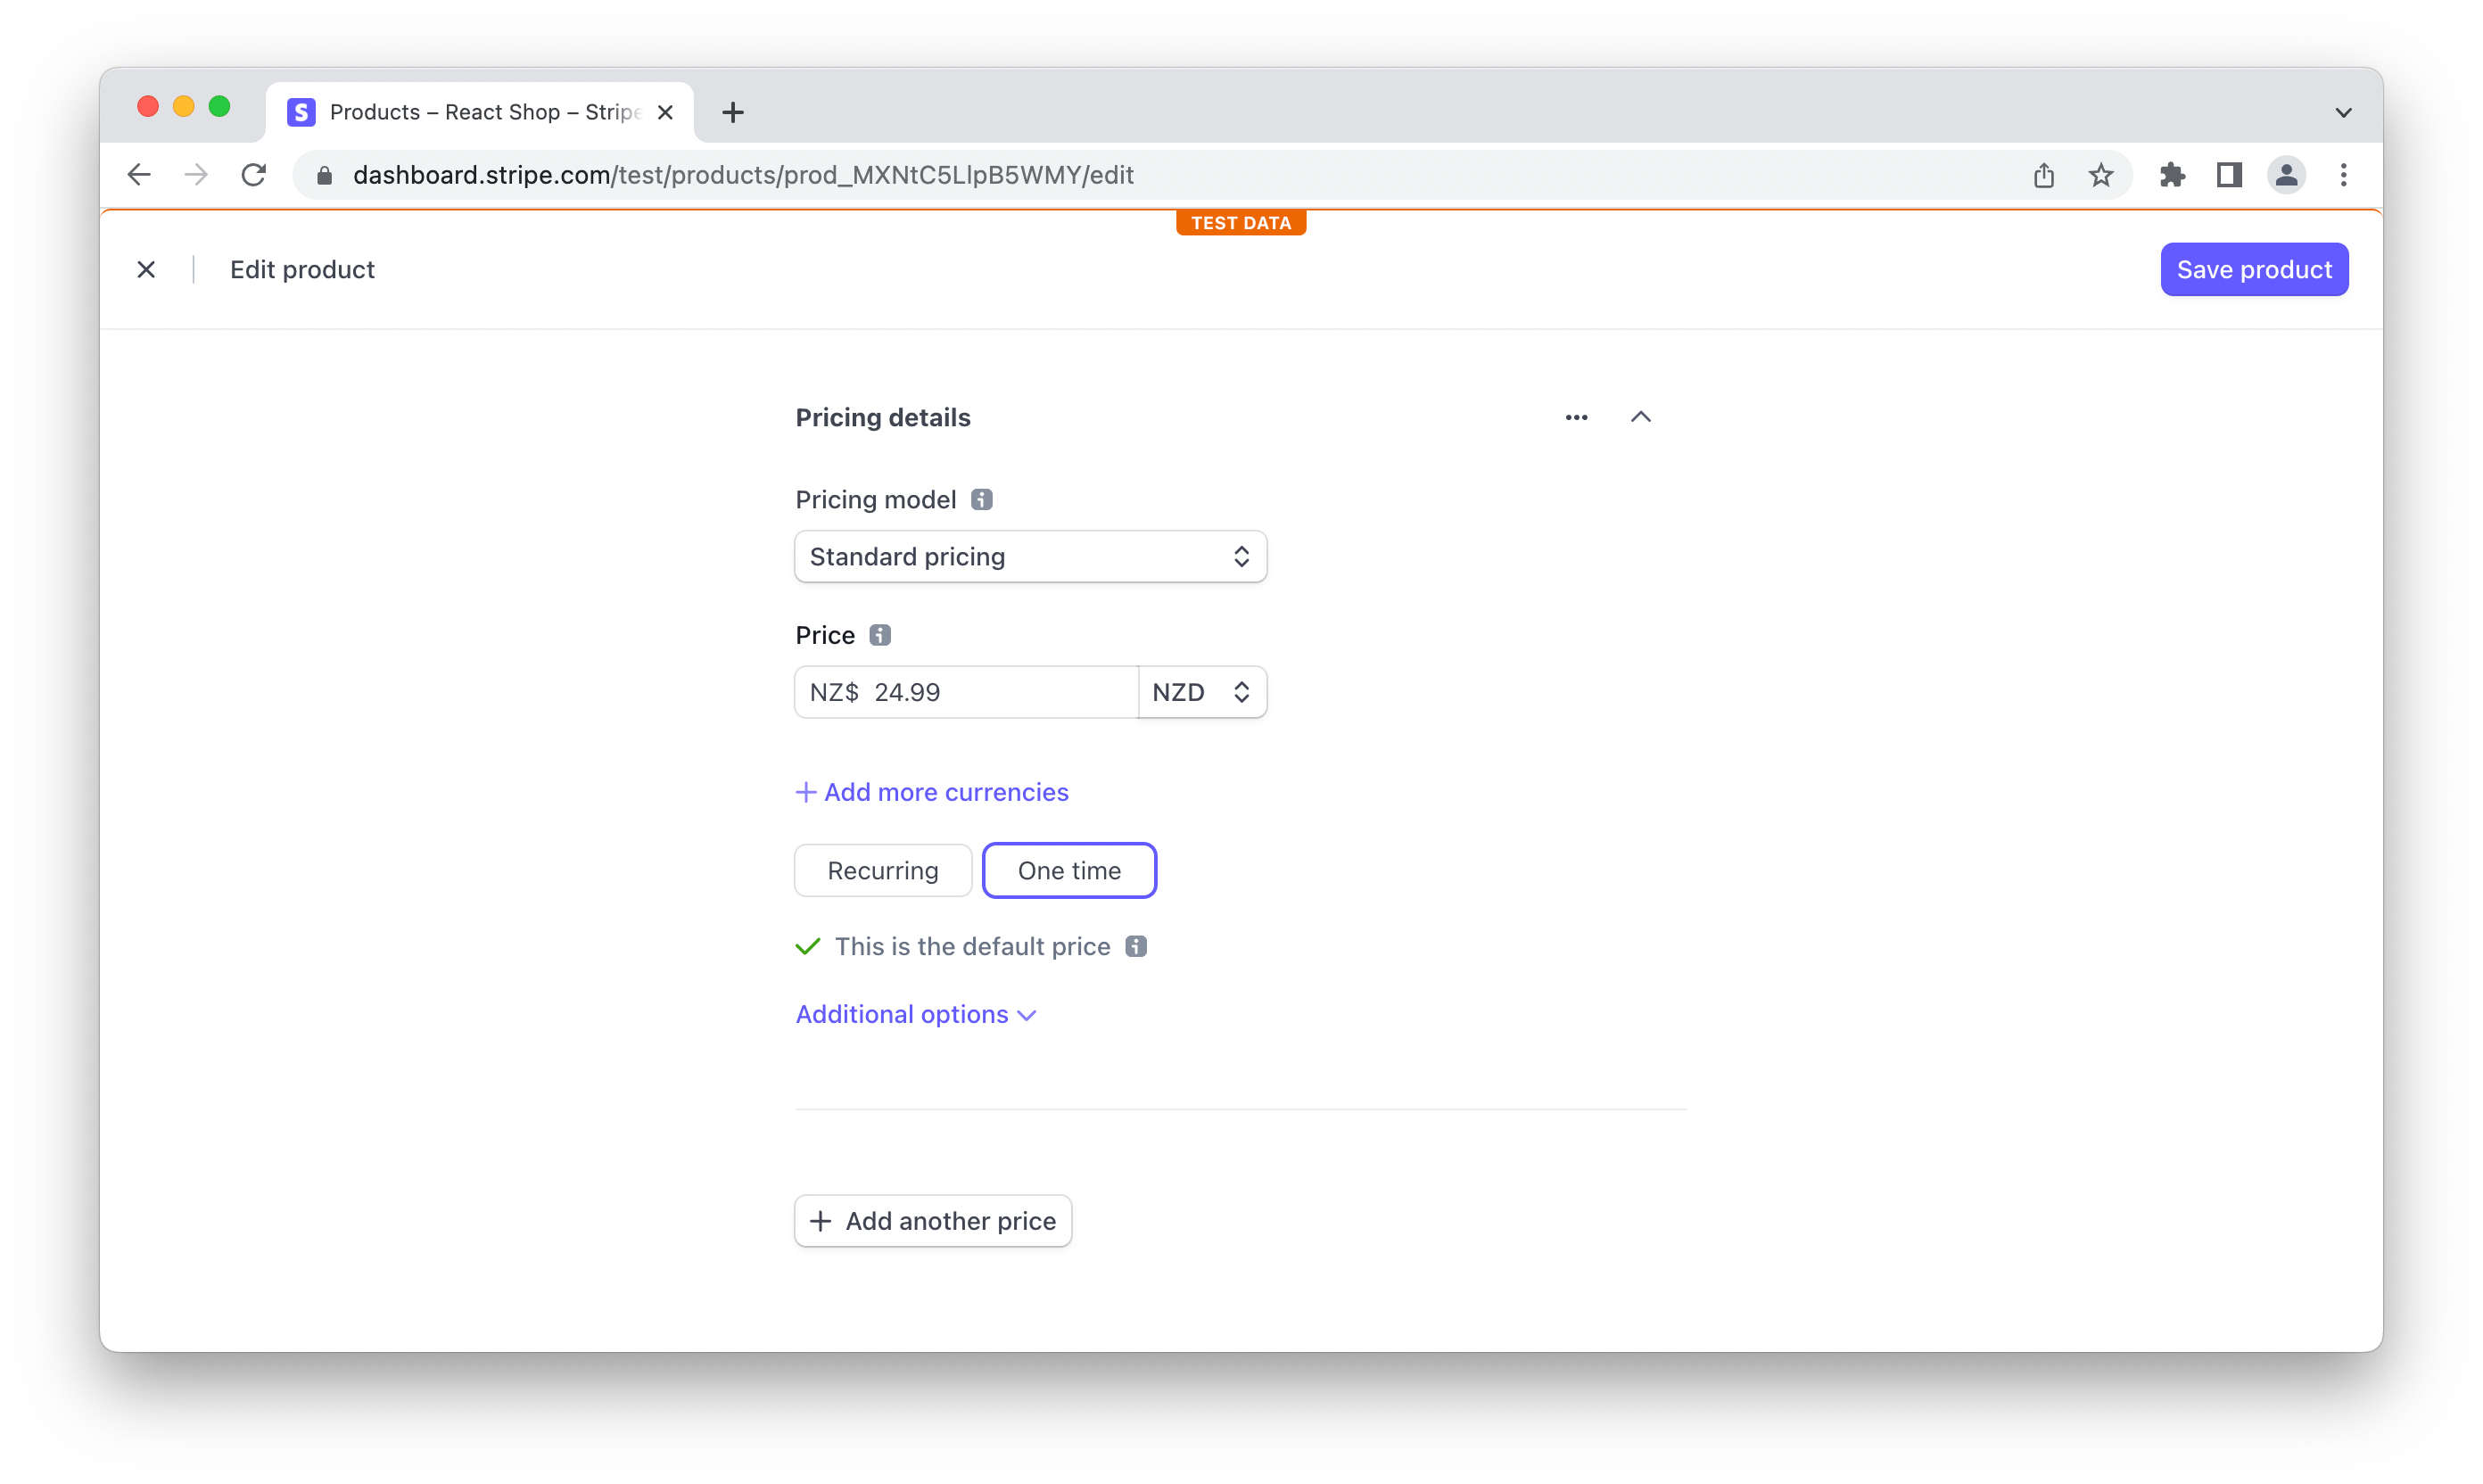 Products – React Shop – Stripe
dashboard.stripe.com/test/products/prod_MXNtC5LlpB5WMY/edit
TEST DATA
Edit product
Save product
Pricing details
Pricing model
Standard pricing
Price
NZ$ 24.99 NZD
Add more currencies
Recurring One time
This is the default price
Additional options
Add another price